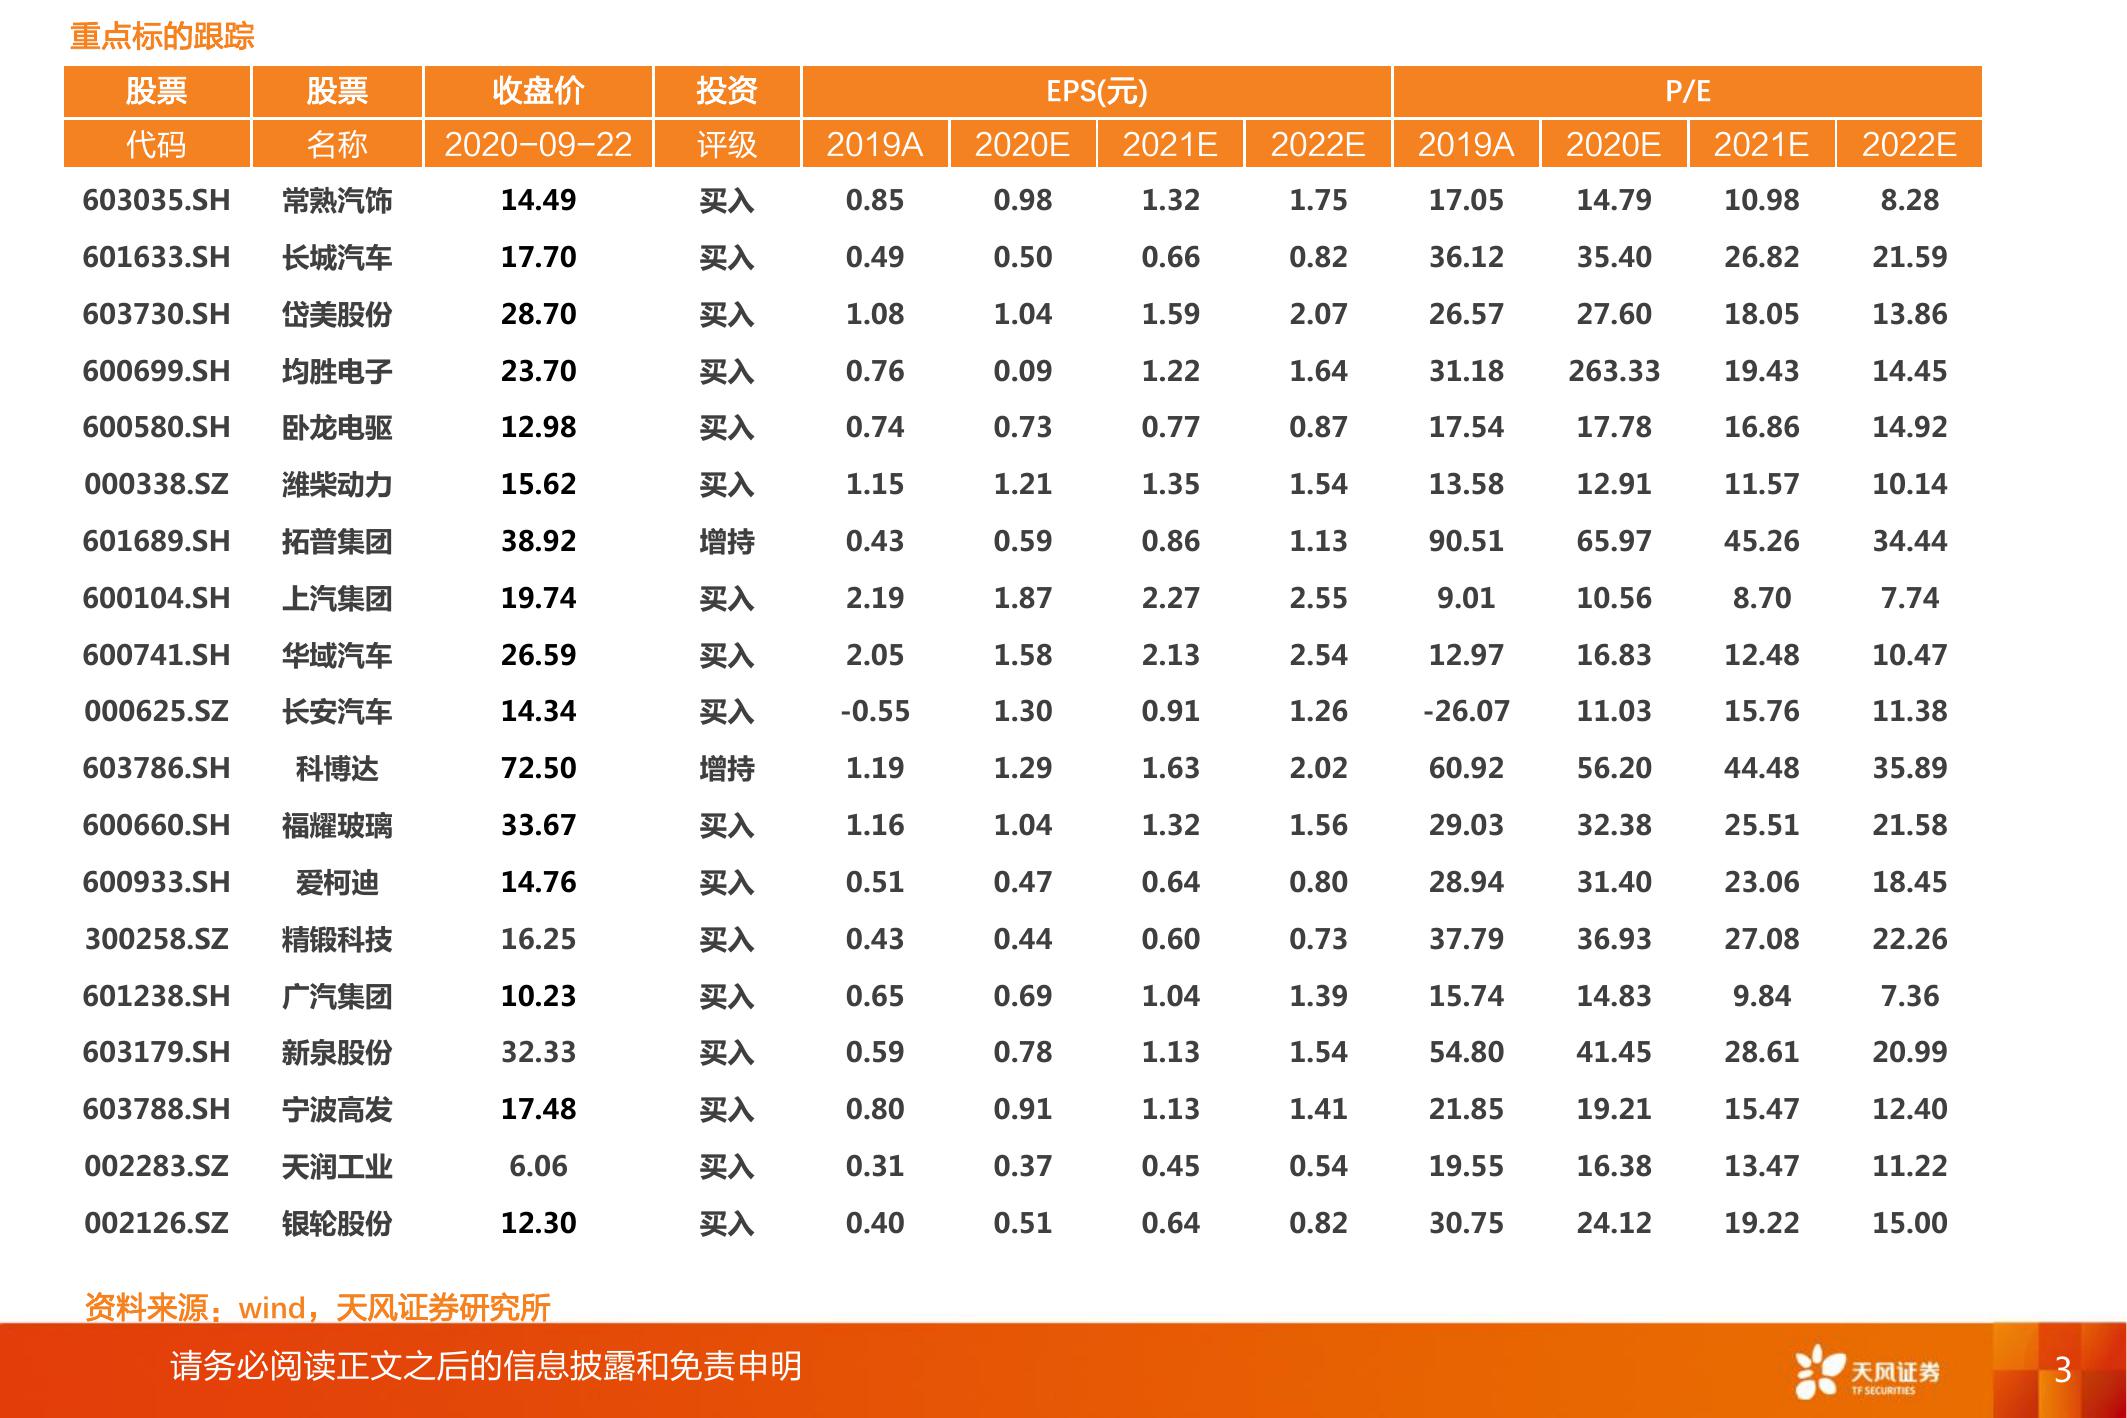 重点标的跟踪
股票 股票 收盘价 投资 EPS(元) P/E
代码 名称 2020-09-22 评级 2019A 2020E 2021E 2022E 2019A 2020E 2021E 2022E
603035.SH 常熟汽饰 14.49 买入 0.85 0.98 1.32 1.75 17.05 14.79 10.98 8.28
601633.SH 长城汽车 17.70 买入 0.49 0.50 0.66 0.82 36.12 35.40 26.82 21.59
603730.SH 岱美股份 28.70 买入 1.08 1.04 1.59 2.07 26.57 27.60 18.05 13.86
600699.SH 均胜电子 23.70 买入 0.76 0.09 1.22 1.64 31.18 263.33 19.43 14.45
600580.SH 卧龙电驱 12.98 买入 0.74 0.73 0.77 0.87 17.54 17.78 16.86 14.92
000338.SZ 潍柴动力 15.62 买入 1.15 1.21 1.35 1.54 13.58 12.91 11.57 10.14
601689.SH 拓普集团 38.92 增持 0.43 0.59 0.86 1.13 90.51 65.97 45.26 34.44
600104.SH 上汽集团 19.74 买入 2.19 1.87 2.27 2.55 9.01 10.56 8.70 7.74
600741.SH 华域汽车 26.59 买入 2.05 1.58 2.13 2.54 12.97 16.83 12.48 10.47
000625.SZ 长安汽车 14.34 买入 -0.55 1.30 0.91 1.26 -26.07 11.03 15.76 11.38
603786.SH 科博达 72.50 增持 1.19 1.29 1.63 2.02 60.92 56.20 44.48 35.89
600660.SH 福耀玻璃 33.67 买入 1.16 1.04 1.32 1.56 29.03 32.38 25.51 21.58
600933.SH 爱柯迪 14.76 买入 0.51 0.47 0.64 0.80 28.94 31.40 23.06 18.45
300258.SZ 精锻科技 16.25 买入 0.43 0.44 0.60 0.73 37.79 36.93 27.08 22.26
601238.SH 广汽集团 10.23 买入 0.65 0.69 1.04 1.39 15.74 14.83 9.84 7.36
603179.SH 新泉股份 32.33 买入 0.59 0.78 1.13 1.54 54.80 41.45 28.61 20.99
603788.SH 宁波高发 17.48 买入 0.80 0.91 1.13 1.41 21.85 19.21 15.47 12.40
002283.SZ 天润工业 6.06 买入 0.31 0.37 0.45 0.54 19.55 16.38 13.47 11.22
002126.SZ 银轮股份 12.30 买入 0.40 0.51 0.64 0.82 30.75 24.12 19.22 15.00
资料来源：wind，天风证券研究所
请务必阅读正文之后的信息披露和免责申明
天风证券
TF SECURITIES
3